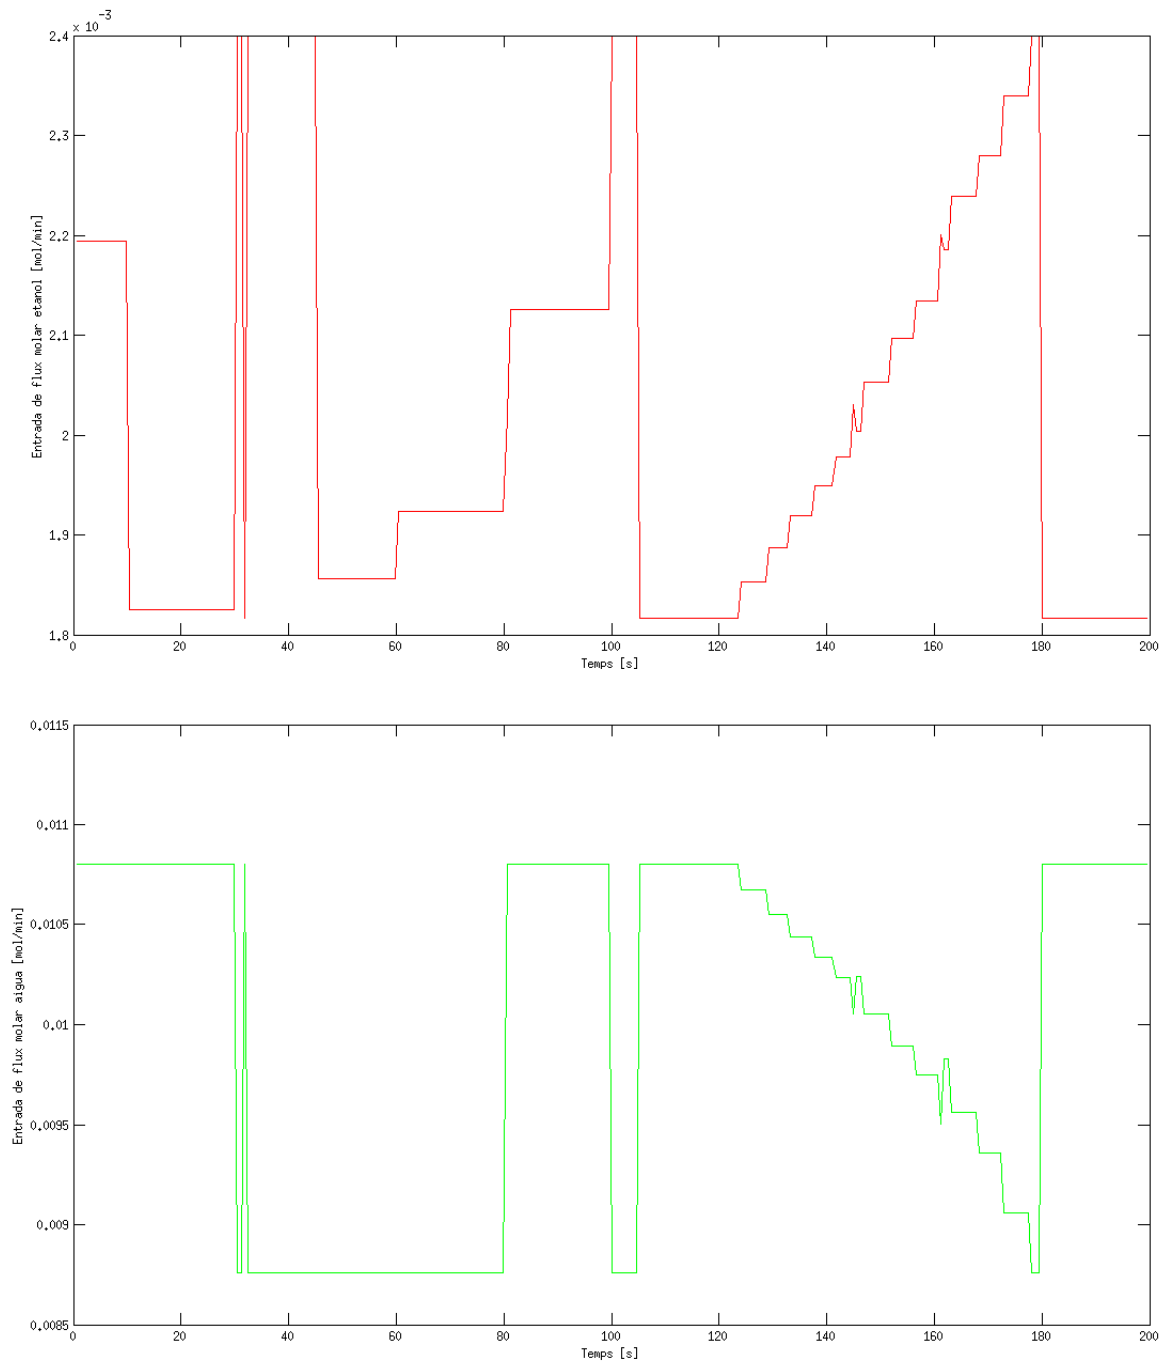 x 10
-3
2.4
2.3
2.2
2.1
2
1.9
1.8
Entrada de flux molar etanol [mol/min]
0 20 40 60 80 100 120 140 160 180 200
Temps [s]
0.0115
0.011
0.0105
0.01
0.0095
0.009
0.0085
Entrada de flux molar aigua [mol/min]
0 20 40 60 80 100 120 140 160 180 200
Temps [s]